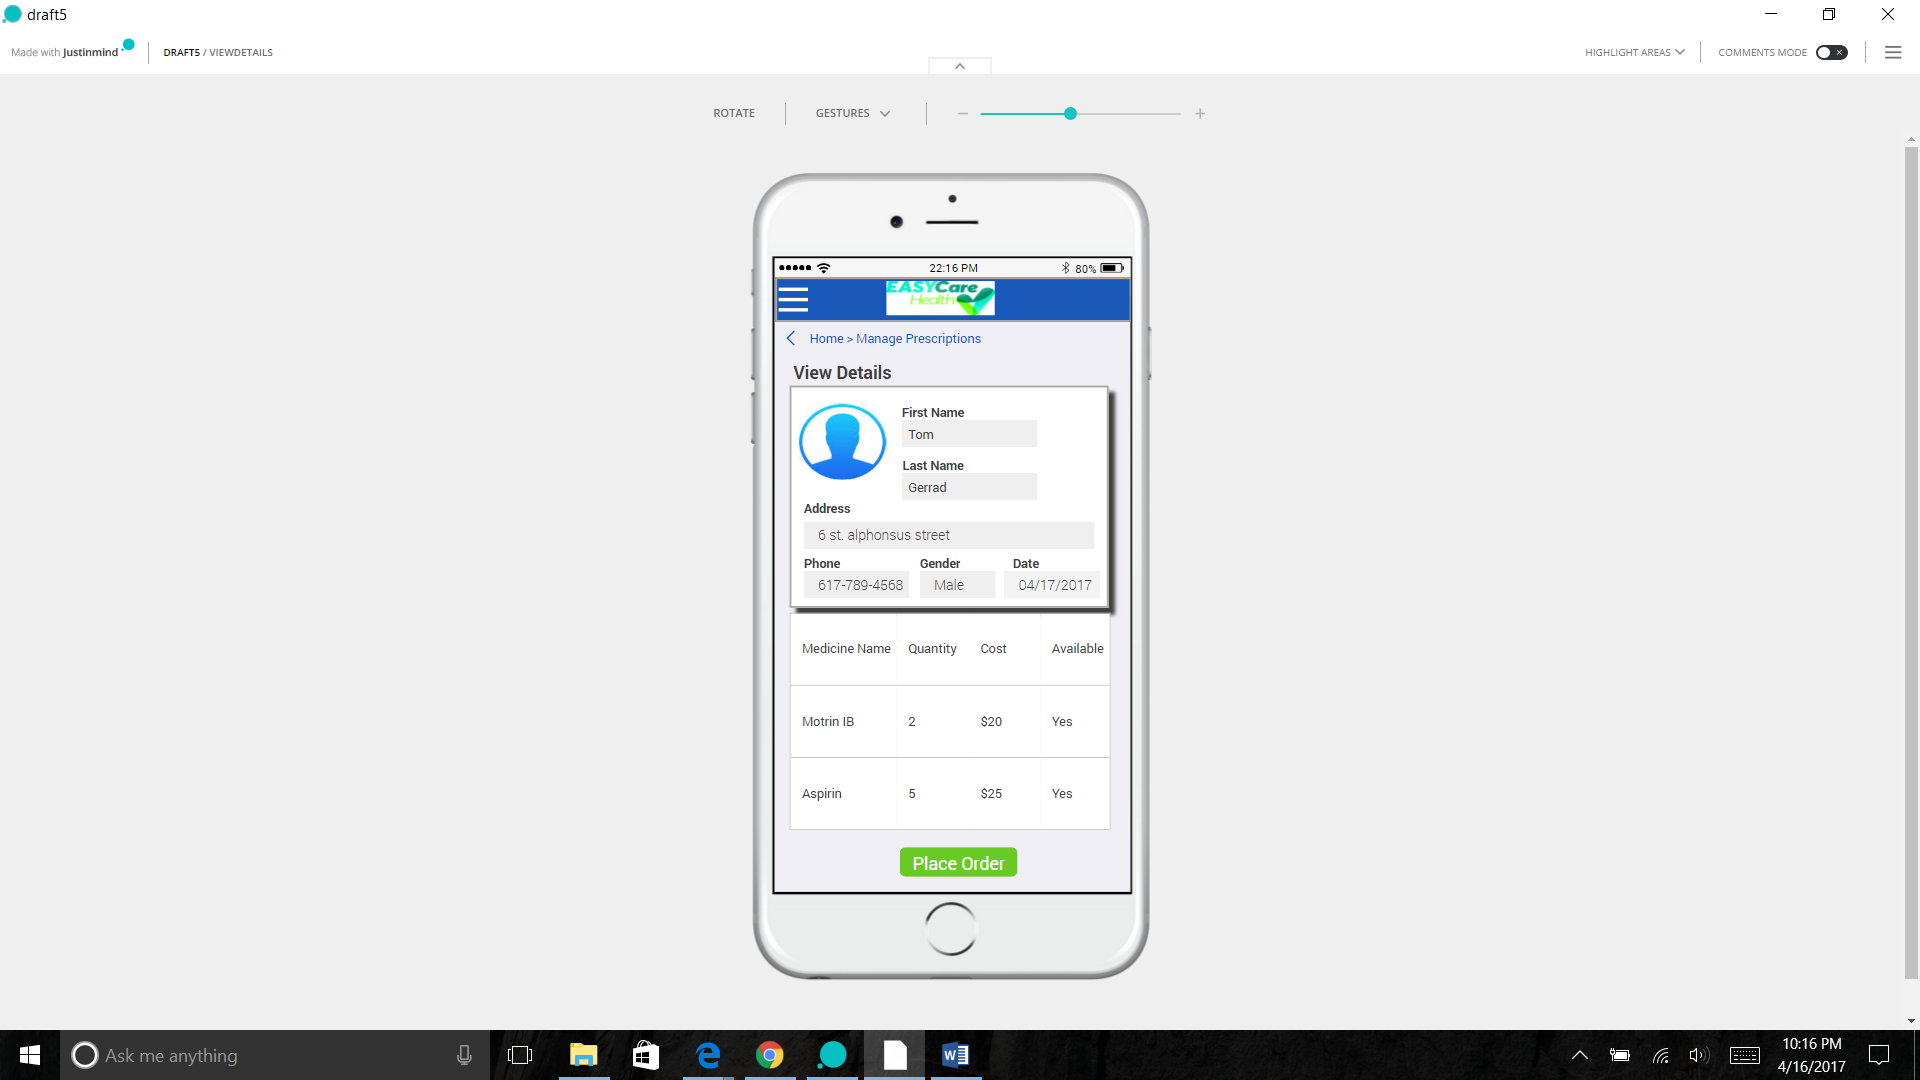 draft5
Made with Justinmind
DRAFT5 / VIEWDETAILS
HIGHLIGHT AREAS
COMMENTS MODE
ROTATE
GESTURES
22:16 PM
80%
EASYCare
Health
Home > Manage Prescriptions
View Details
First Name
Tom
Last Name
Gerrad
Address
6 st. alphonsus street
Phone Gender Date
617-789-4568 Male 04/17/2017
Medicine Name Quantity Cost Available
Motrin IB 2 $20 Yes
Aspirin 5 $25 Yes
Place Order
Ask me anything
10:16 PM
4/16/2017